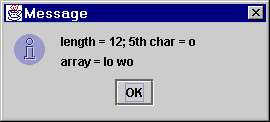 Message
length = 12; 5th char = o
array = lo wo
OK